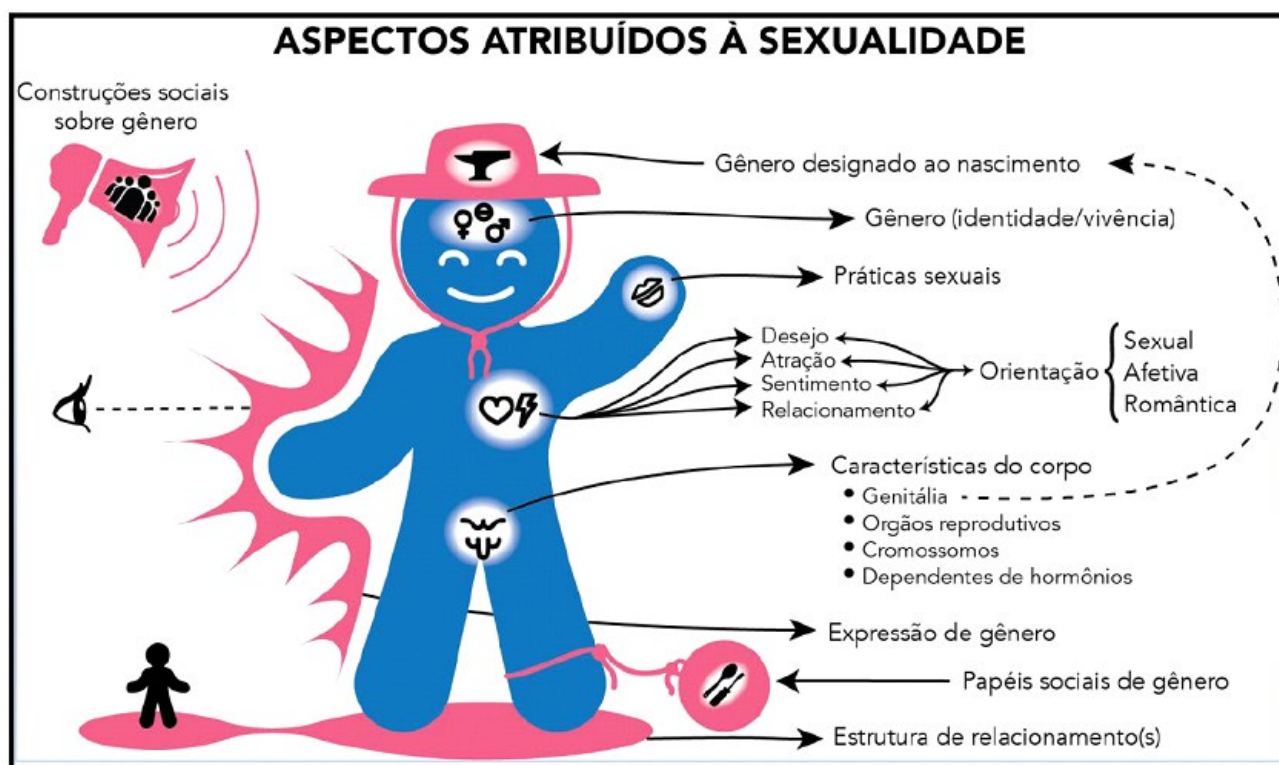 ASPECTOS ATRIBUÍDOS À SEXUALIDADE
Construções sociais
sobre gênero
Gênero designado ao nascimento
Gênero (identidade/vivência)
Práticas sexuais
Desejo
Atração
Sentimento
Relacionamento
Orientação
Sexual
Afetiva
Romântica
Características do corpo
• Genitália
• Orgãos reprodutivos
• Cromossomos
• Dependentes de hormônios
Expressão de gênero
Papéis sociais de gênero
Estrutura de relacionamento(s)